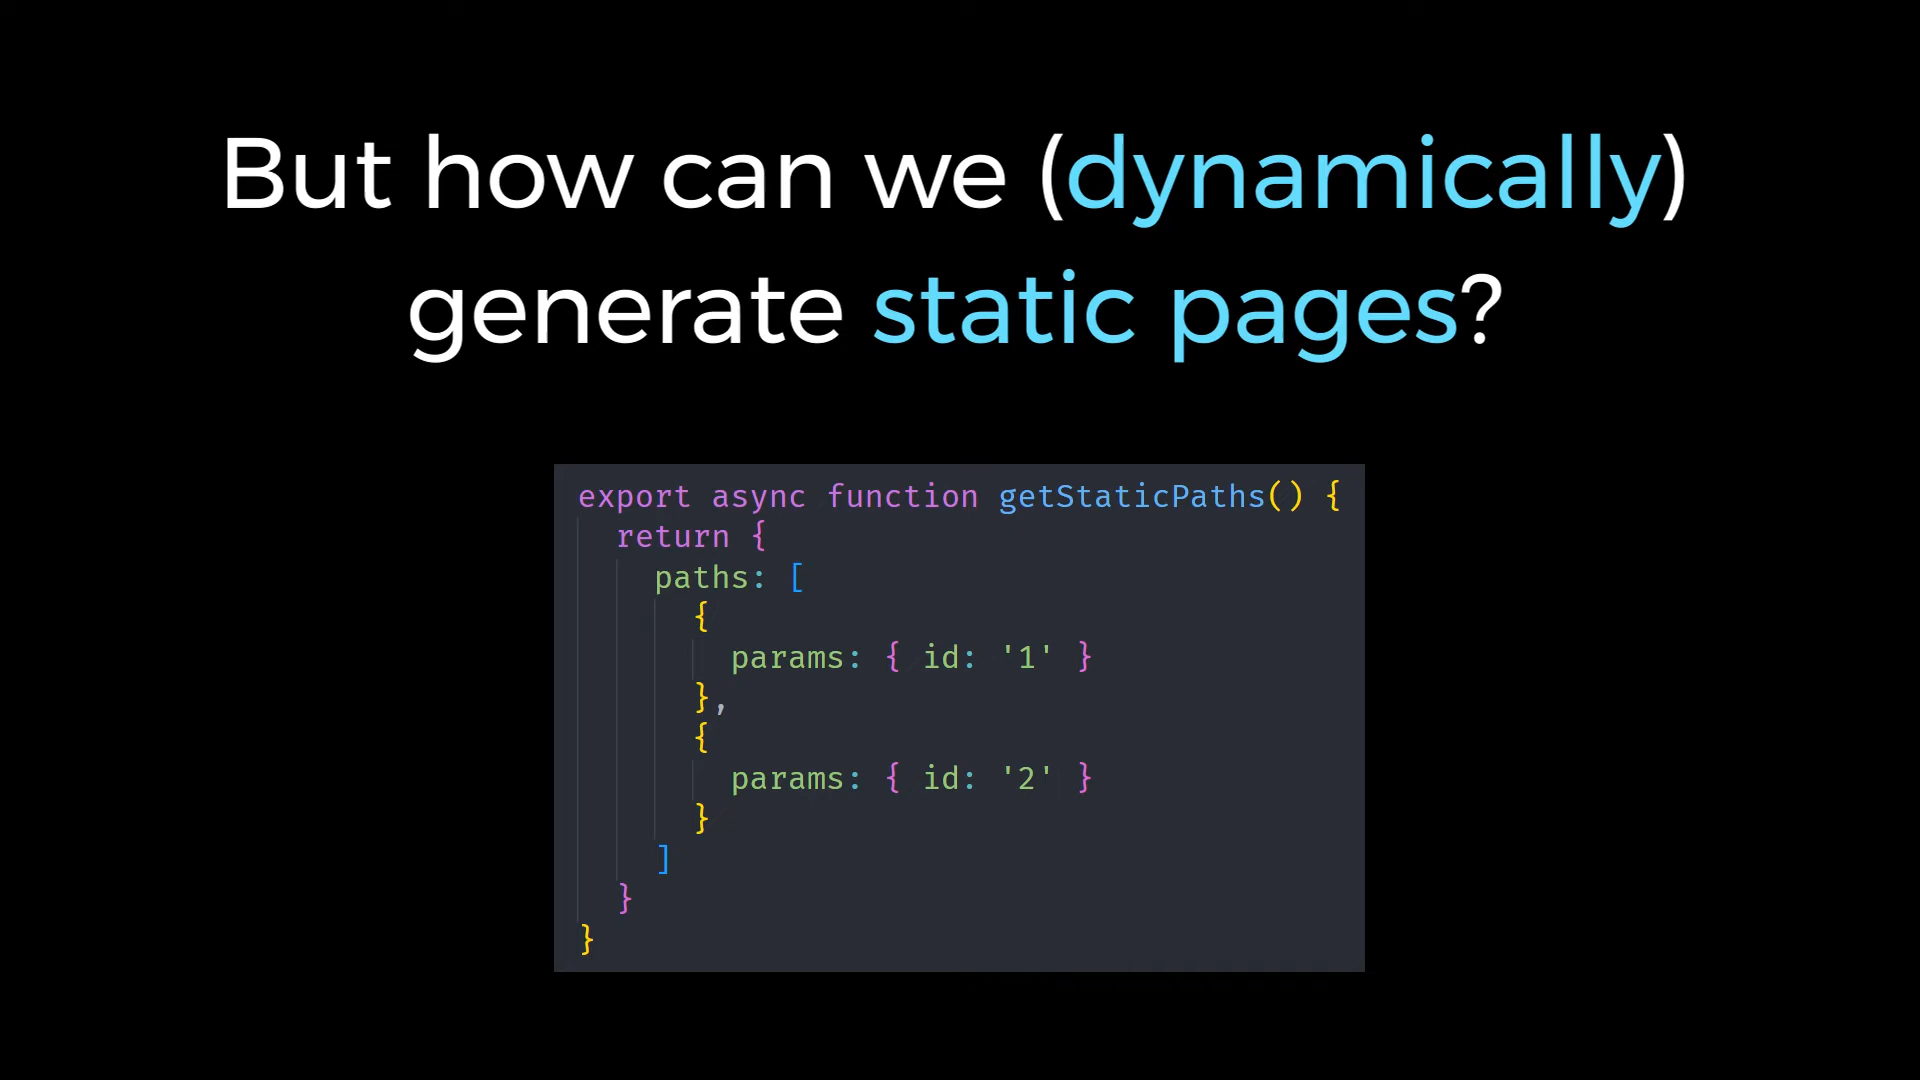 But how can we (dynamically)
generate static pages?
export async function getStaticPaths() {
return {
paths: [
{
params: { id: '1' }
},
{
params: { id: '2' }
}
]
}
}